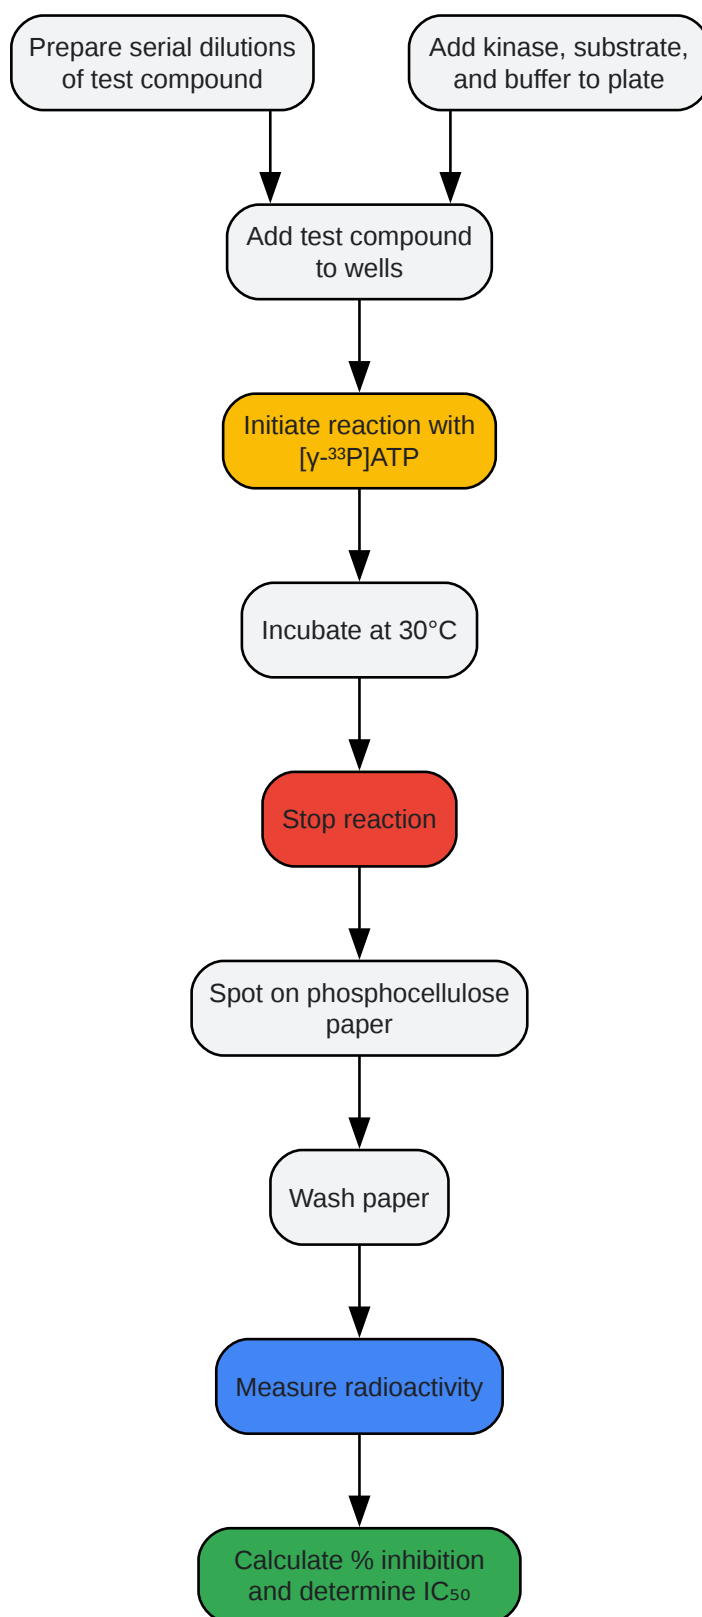 Prepare serial dilutions
of test compound
Add kinase, substrate,
and buffer to plate
Add test compound
to wells
Initiate reaction with
[γ-³³P]ATP
Incubate at 30°C
Stop reaction
Spot on phosphocellulose
paper
Wash paper
Measure radioactivity
Calculate % inhibition
and determine IC₅₀